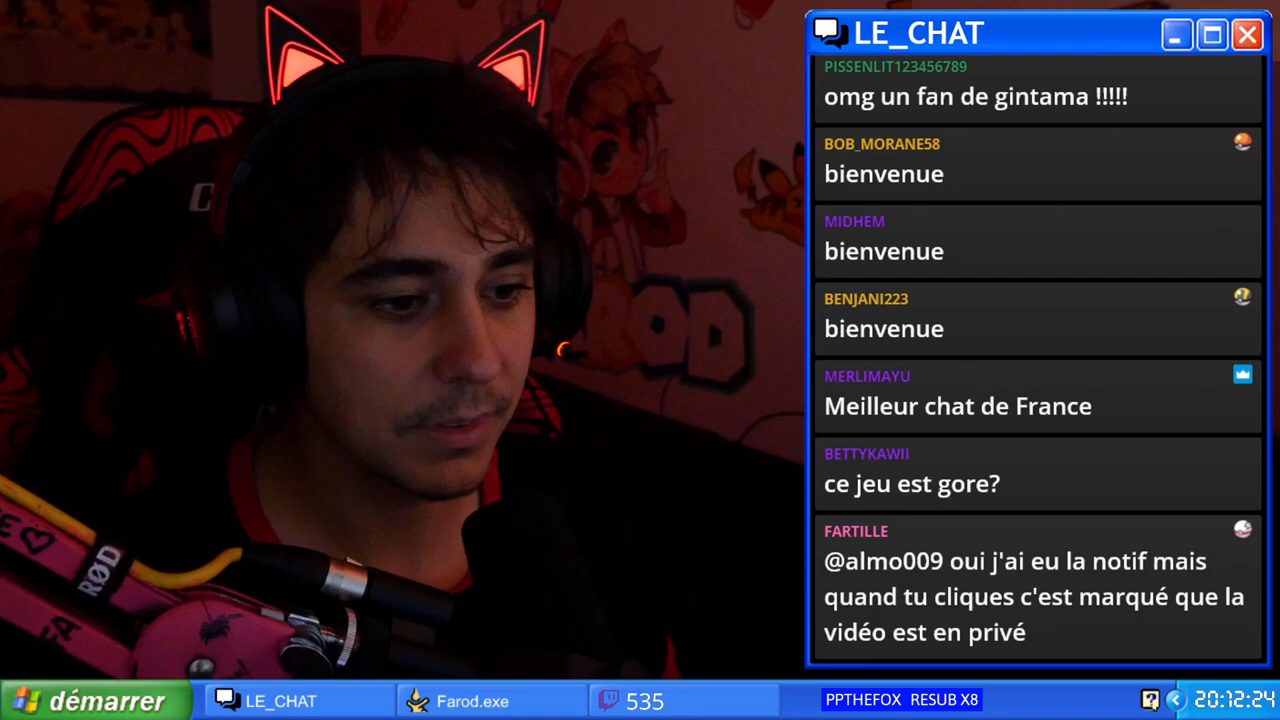 LE_CHAT
PISSENLIT123456789
omg un fan de gintama !!!!!
BOB_MORANE58
bienvenue
MIDHEM
bienvenue
BENJANI223
bienvenue
MERLIMAYU
Meilleur chat de France
BETTYKAWII
ce jeu est gore?
FARTILLE
@almo009 oui j'ai eu la notif mais
quand tu cliques c'est marqué que la
vidéo est en privé
ROD
RØD
démarrer
LE_CHAT
Farod.exe
535
PPTHEFOX RESUB X8
20:12:24